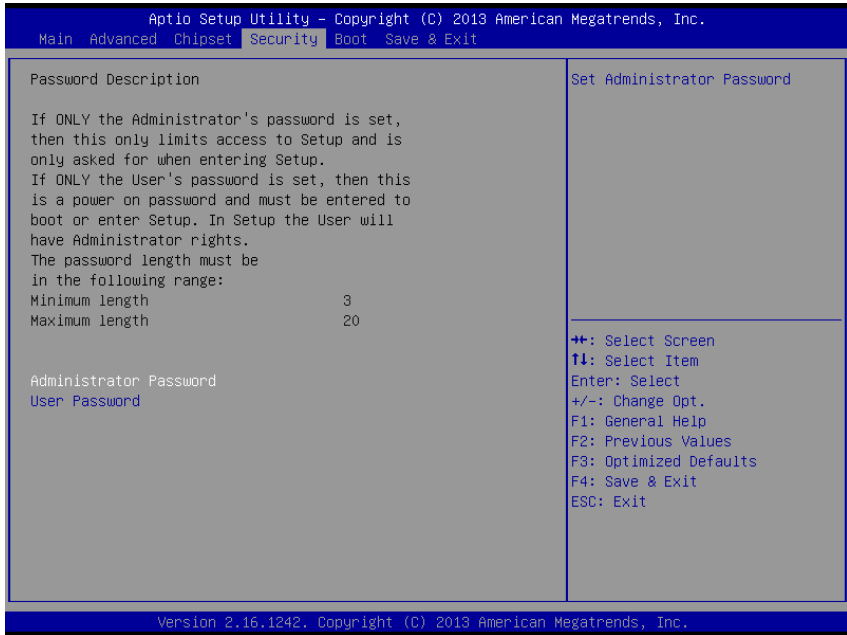 Aptio Setup Utility – Copyright (C) 2013 American Megatrends, Inc.
Main Advanced Chipset Security Boot Save & Exit
Password Description
If ONLY the Administrator's password is set,
then this only limits access to Setup and is
only asked for when entering Setup.
If ONLY the User's password is set, then this
is a power on password and must be entered to
boot or enter Setup. In Setup the User will
have Administrator rights.
The password length must be
in the following range:
Minimum length 3
Maximum length 20
Administrator Password
User Password
Set Administrator Password
→←: Select Screen
↑↓: Select Item
Enter: Select
+/-: Change Opt.
F1: General Help
F2: Previous Values
F3: Optimized Defaults
F4: Save & Exit
ESC: Exit
Version 2.16.1242. Copyright (C) 2013 American Megatrends, Inc.